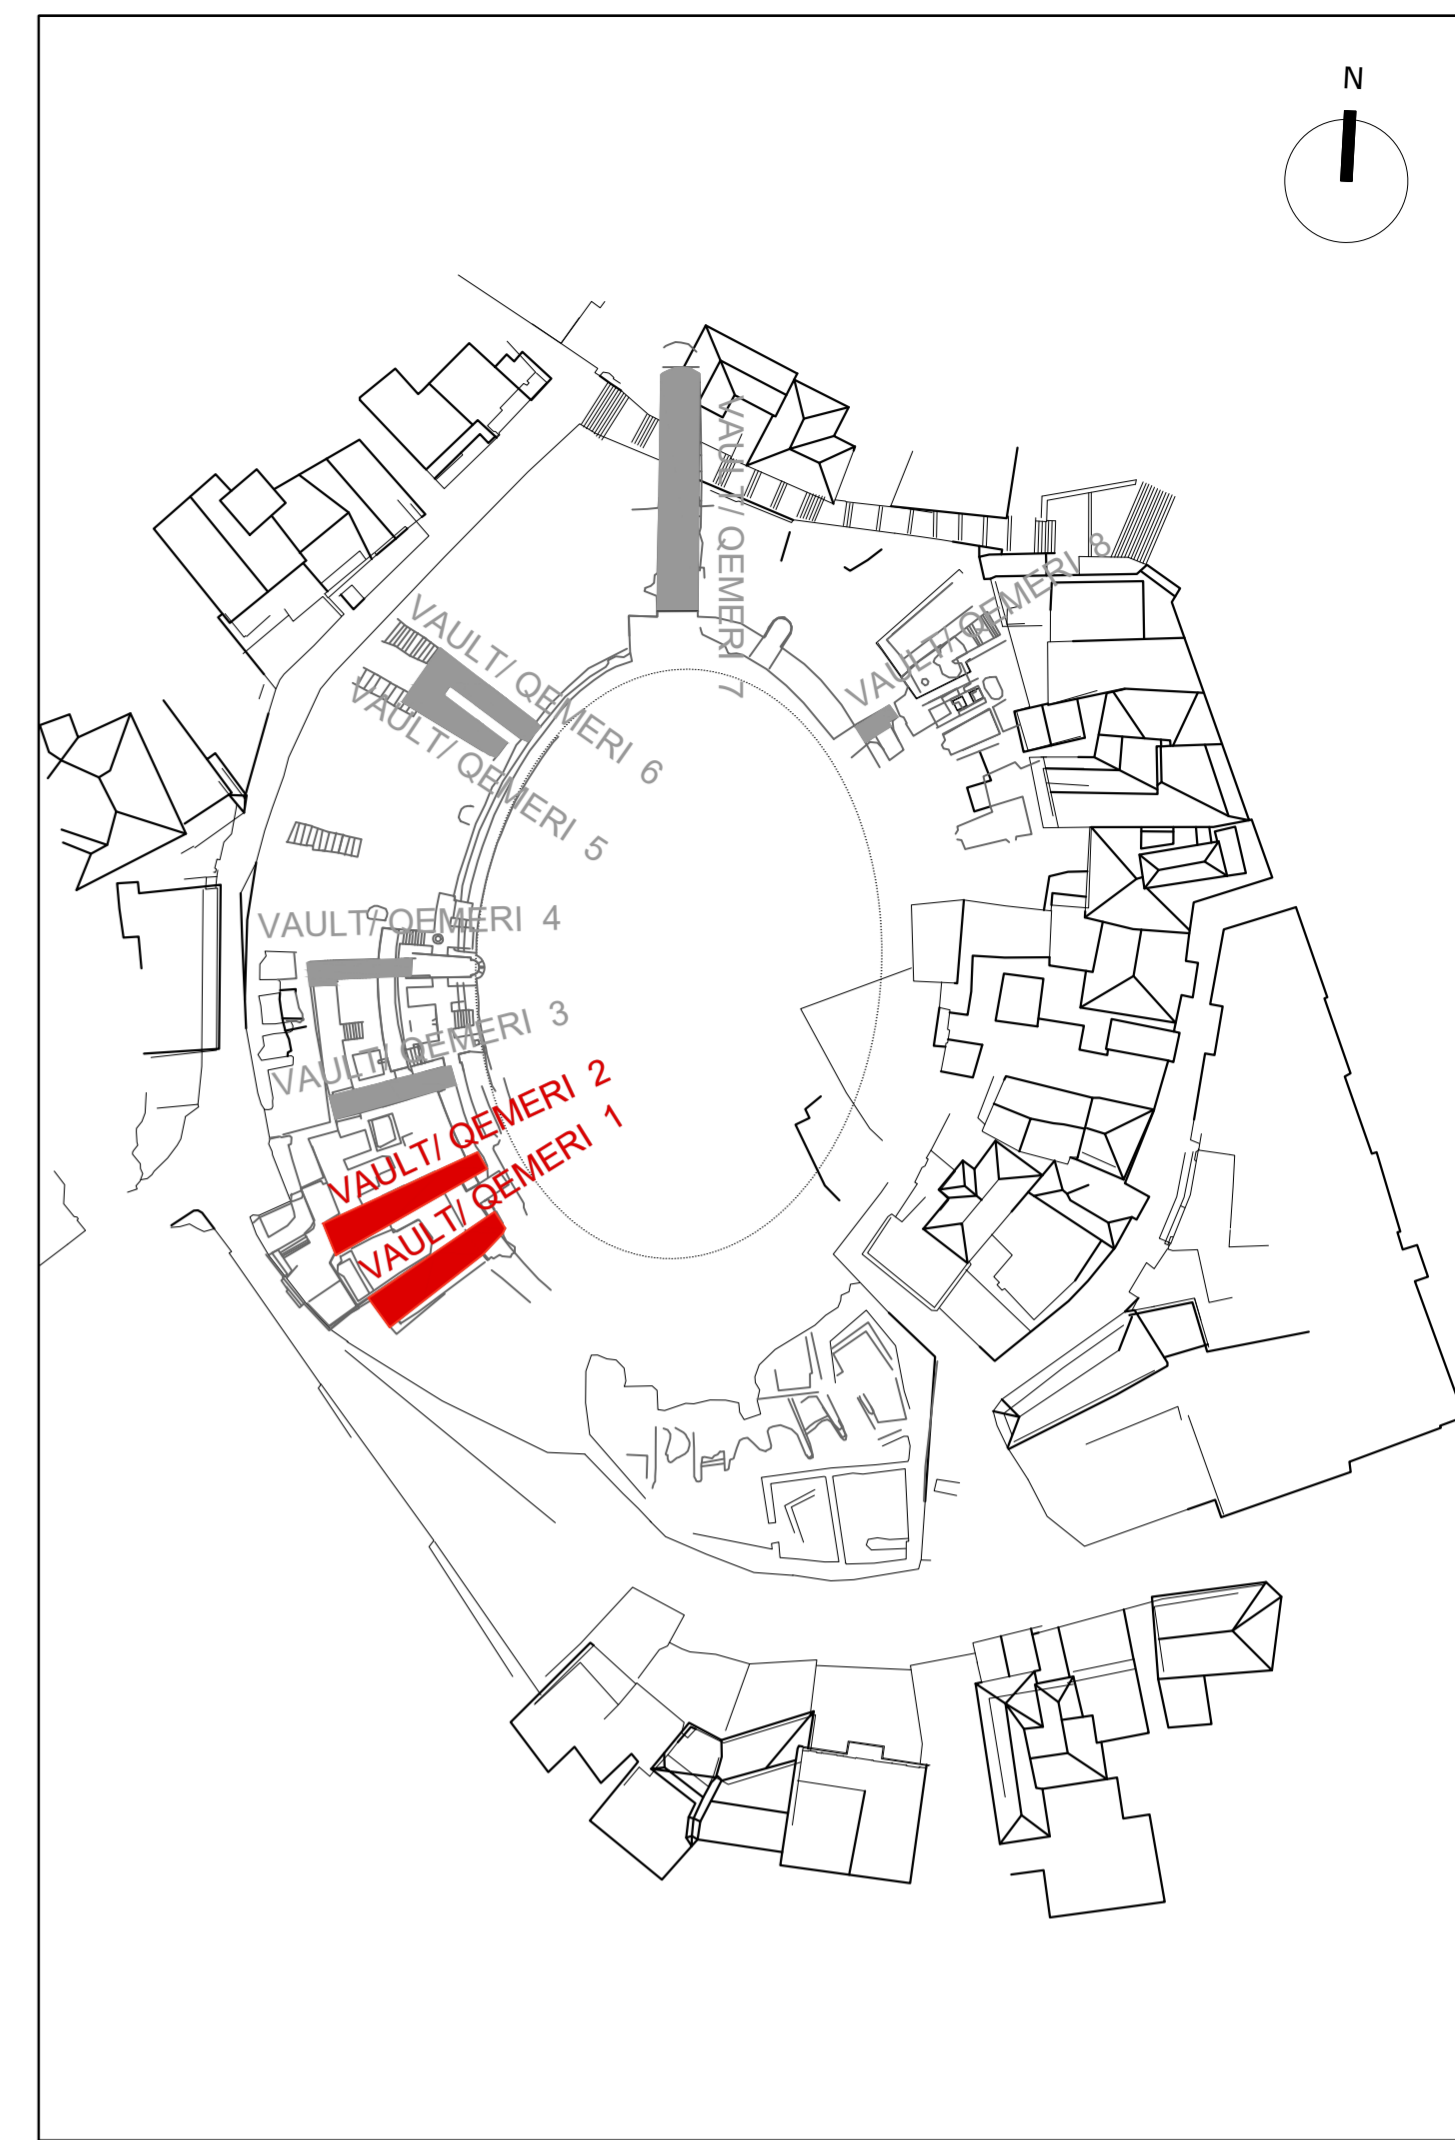 N
VAULT/ QEMERI 7
VAULT/ QEMERI 8
VAULT/ QEMERI 6
VAULT/ QEMERI 5
VAULT/ QEMERI 4
VAULT/ QEMERI 3
VAULT/ QEMERI 2
VAULT/ QEMERI 1